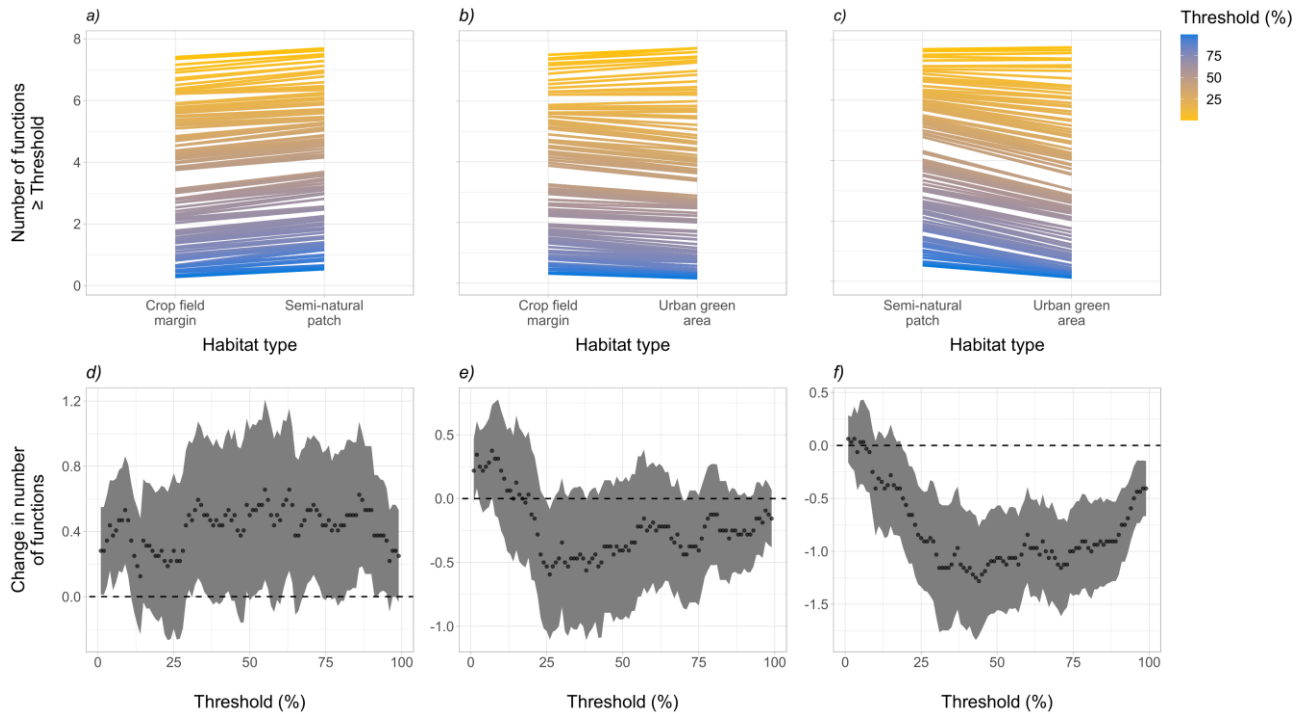 a)
b)
c)
Threshold (%)
75
50
25
Number of functions
≥ Threshold
8
6
4
2
0
Crop field
margin
Semi-natural
patch
Habitat type
Crop field
margin
Urban green
area
Habitat type
Semi-natural
patch
Urban green
area
Habitat type
d)
e)
f)
Change in number
of functions
1.2
0.8
0.4
0.0
0
25
50
75
100
Threshold (%)
0.5
0.0
-0.5
-1.0
0
25
50
75
100
Threshold (%)
0.5
0.0
-0.5
-1.0
-1.5
0
25
50
75
100
Threshold (%)